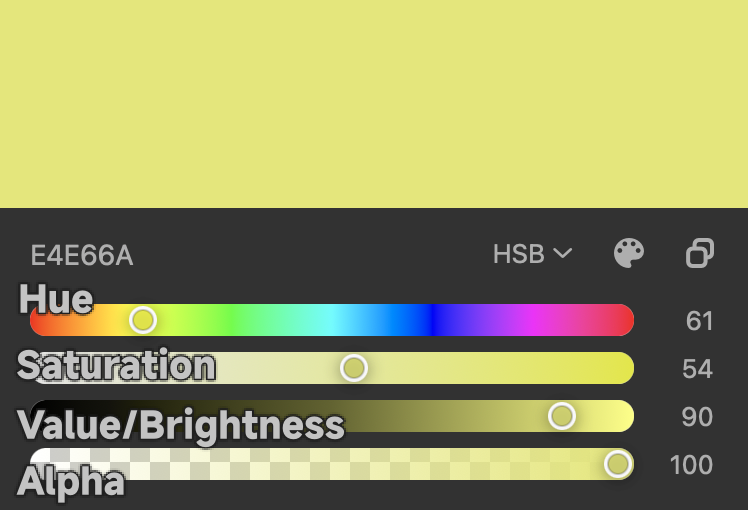 E4E66A HSB
Hue 61
Saturation 54
Value/Brightness 90
Alpha 100